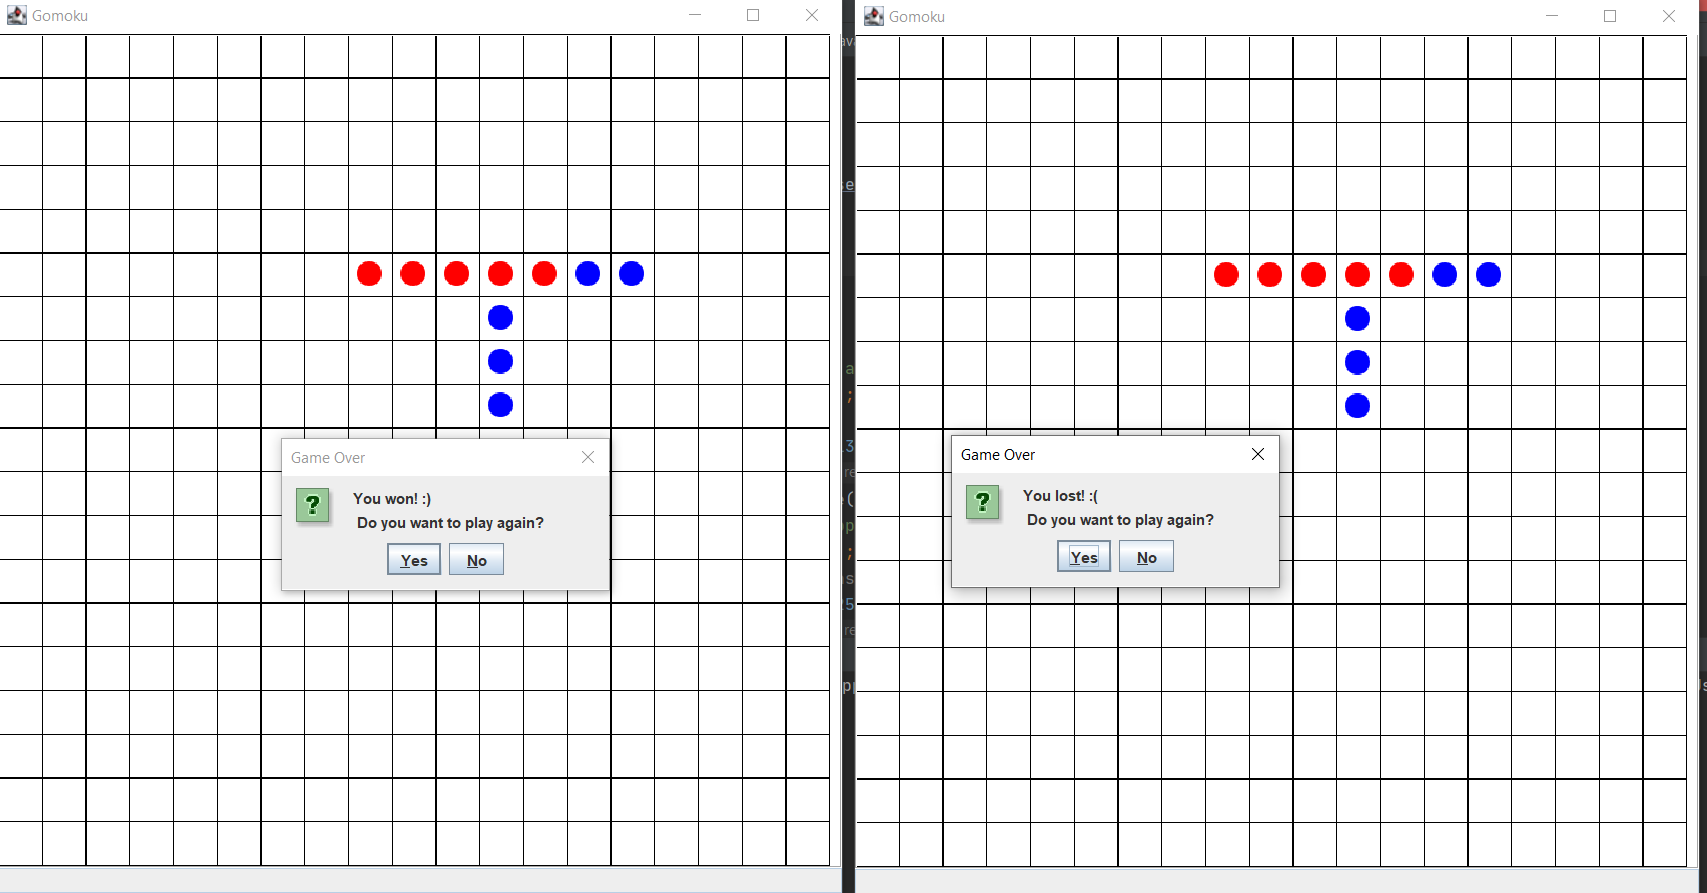 Gomoku
Game Over
You won! :)
Do you want to play again?
Yes No
Gomoku
Game Over
You lost! :(
Do you want to play again?
Yes No